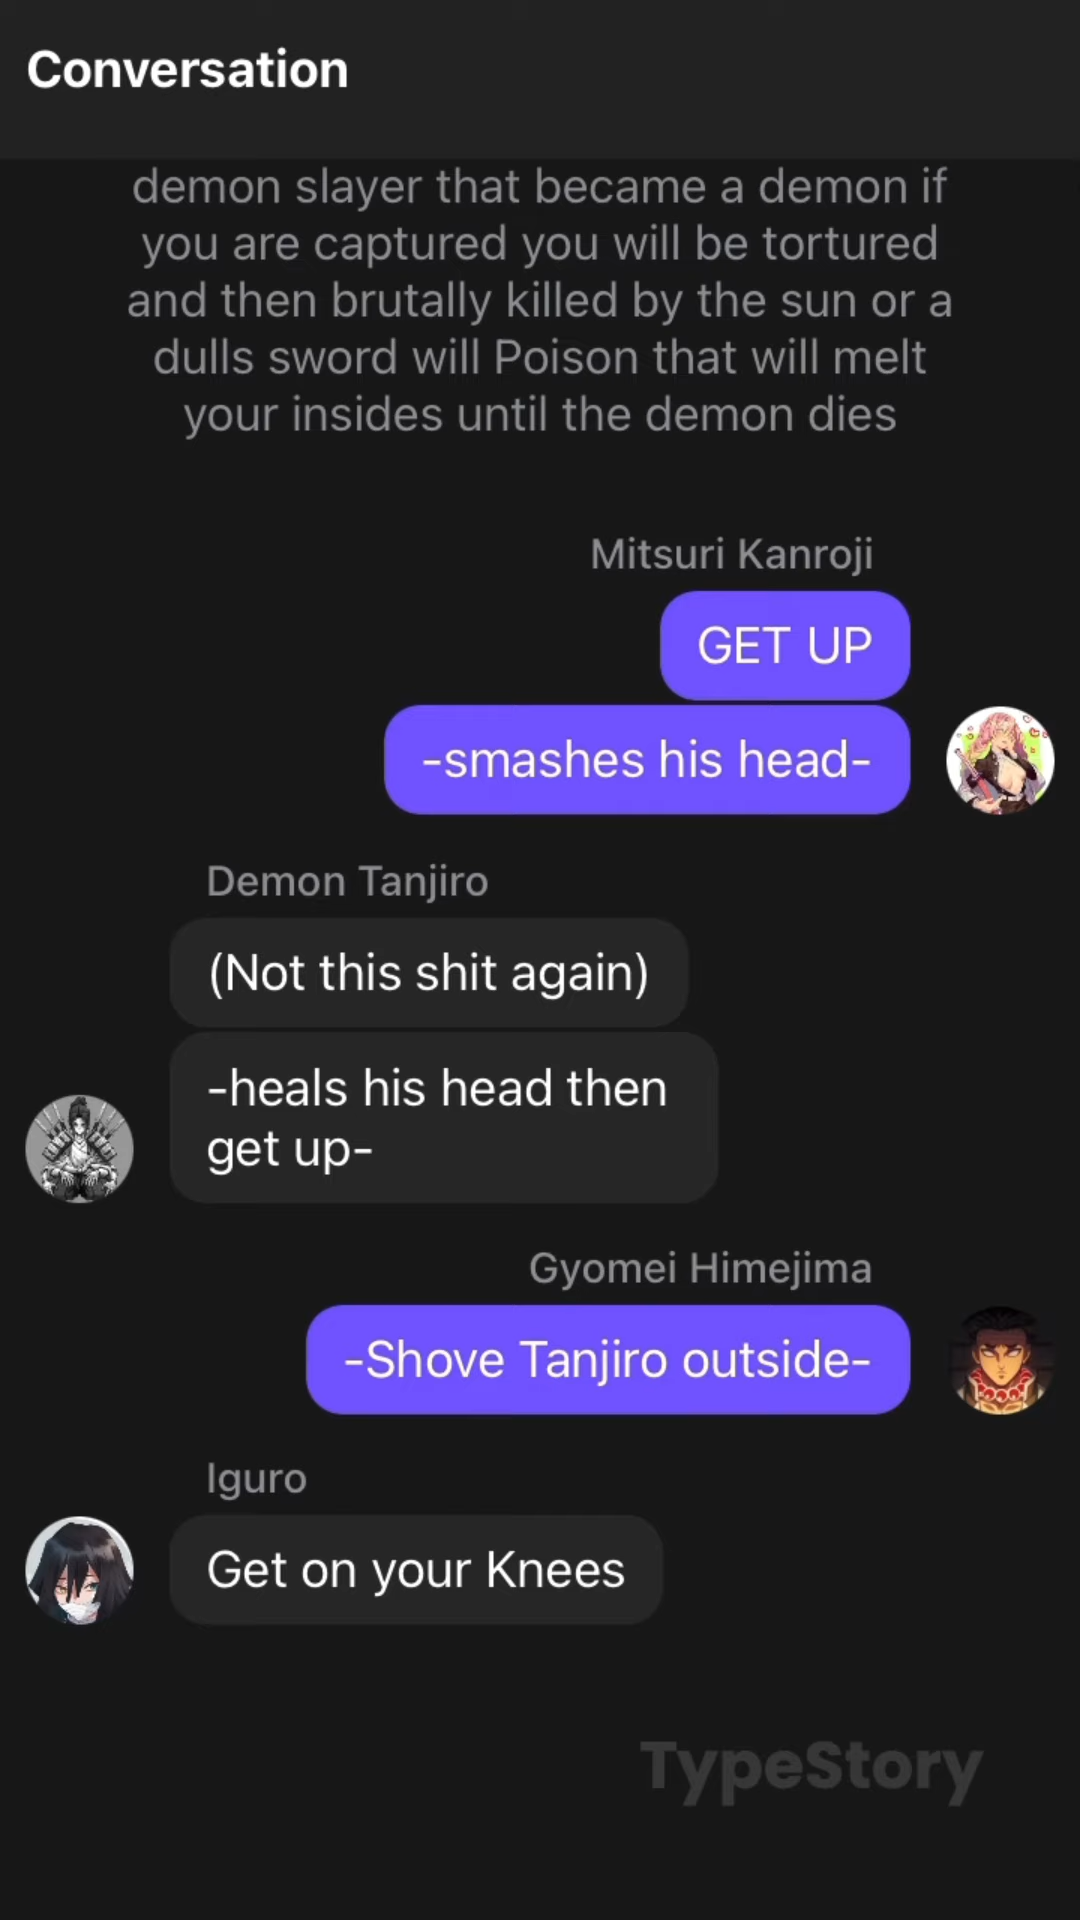 Conversation
demon slayer that became a demon if
you are captured you will be tortured
and then brutally killed by the sun or a
dulls sword will Poison that will melt
your insides until the demon dies
Mitsuri Kanroji
GET UP
-smashes his head-
Demon Tanjiro
(Not this shit again)
-heals his head then
get up-
Gyomei Himejima
-Shove Tanjiro outside-
Iguro
Get on your Knees
TypeStory